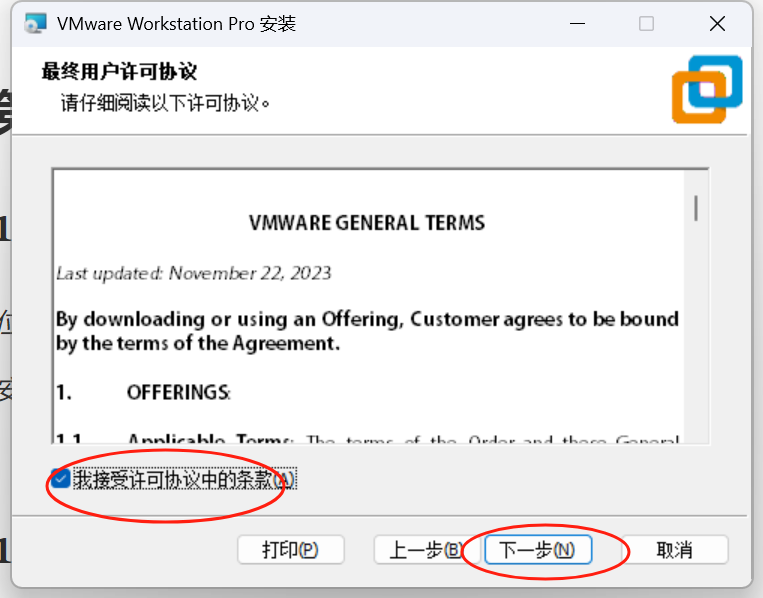 VMware Workstation Pro 安装
最终用户许可协议
请仔细阅读以下许可协议。
VMWARE GENERAL TERMS
Last updated: November 22, 2023
By downloading or using an Offering, Customer agrees to be bound
by the terms of the Agreement.
1. OFFERINGS:
1.1 Applicable Terms: The terms of the Order and these General
我接受许可协议中的条款(A)
打印(P) 上一步(B) 下一步(N) 取消